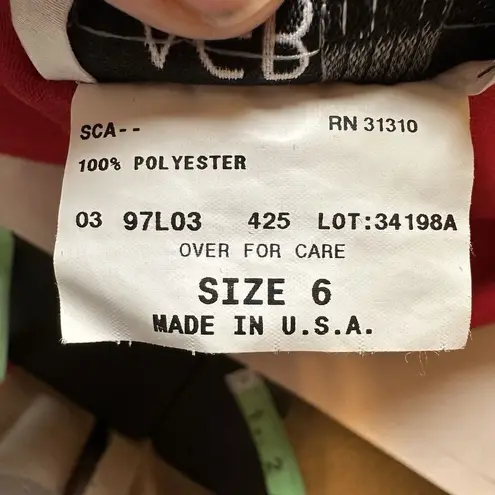 SCA-- RN 31310
100% POLYESTER
03 97L03 425 LOT:34198A
OVER FOR CARE
SIZE 6
MADE IN U.S.A.